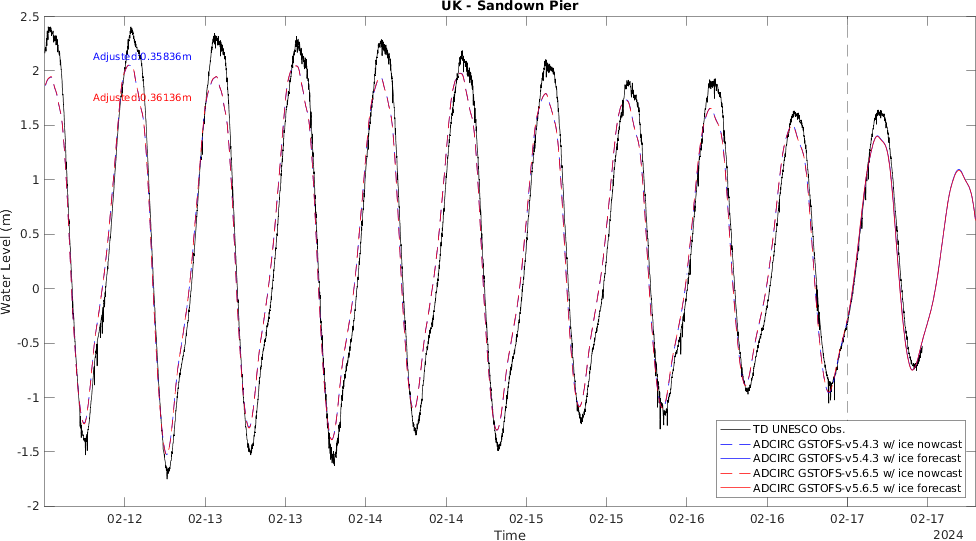 UK - Sandown Pier
2.5
2
1.5
1
0.5
0
-0.5
-1
-1.5
-2
Water Level (m)
Adjusted:0.35836m
Adjusted:0.36136m
TD UNESCO Obs.
ADCIRC GSTOFS-v5.4.3 w/ ice nowcast
ADCIRC GSTOFS-v5.4.3 w/ ice forecast
ADCIRC GSTOFS-v5.6.5 w/ ice nowcast
ADCIRC GSTOFS-v5.6.5 w/ ice forecast
02-12 02-13 02-13 02-14 02-14 02-15 02-15 02-16 02-16 02-17 02-17
Time
2024